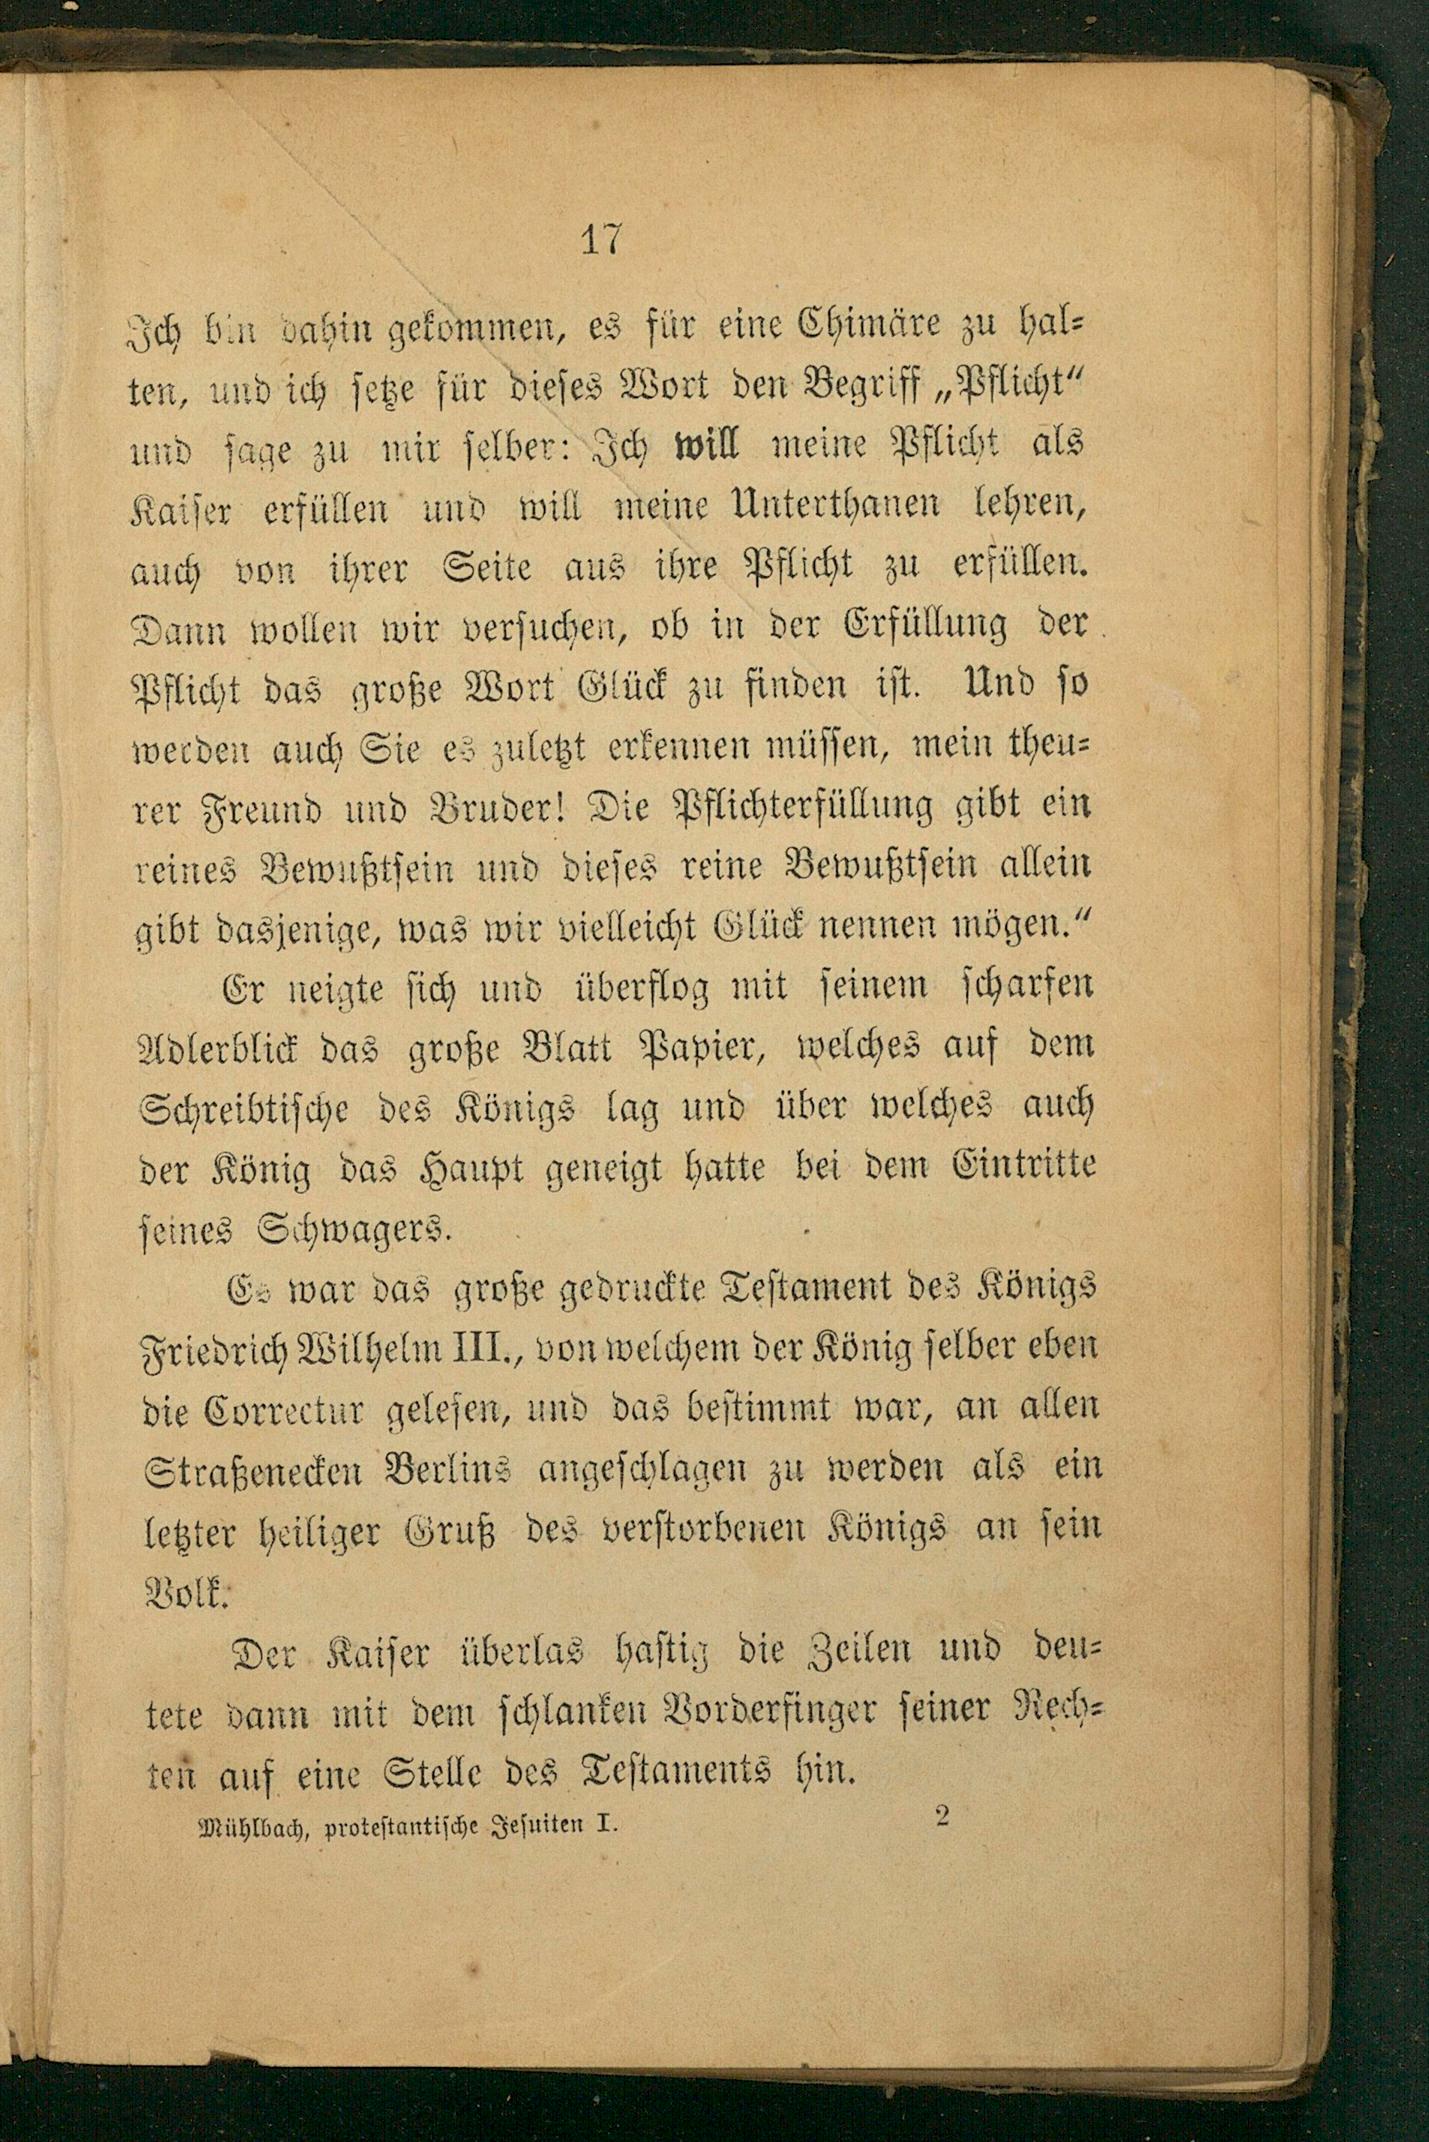 17
Ich bin dahin gekommen, es für eine Chimäre zu hal-
ten, und ich setze für dieses Wort den Begriff „Pflicht“
und sage zu mir selber: Ich will meine Pflicht als
Kaiser erfüllen und will meine Unterthanen lehren,
auch von ihrer Seite aus ihre Pflicht zu erfüllen.
Dann wollen wir versuchen, ob in der Erfüllung der
Pflicht das große Wort Glück zu finden ist. Und so
werden auch Sie es zuletzt erkennen müssen, mein theu-
rer Freund und Bruder! Die Pflichterfüllung gibt ein
reines Bewußtsein und dieses reine Bewußtsein allein
gibt dasjenige, was wir vielleicht Glück nennen mögen.“
Er neigte sich und überflog mit seinem scharfen
Adlerblick das große Blatt Papier, welches auf dem
Schreibtische des Königs lag und über welches auch
der König das Haupt geneigt hatte bei dem Eintritte
seines Schwagers.
Es war das große gedruckte Testament des Königs
Friedrich Wilhelm III., von welchem der König selber eben
die Correctur gelesen, und das bestimmt war, an allen
Straßenecken Berlins angeschlagen zu werden als ein
letzter heiliger Gruß des verstorbenen Königs an sein
Volk.
Der Kaiser überlas hastig die Zeilen und deu-
tete dann mit dem schlanken Vorderfinger seiner Rech-
ten auf eine Stelle des Testaments hin.
Mühlbach, protestantische Jesuiten I. 2